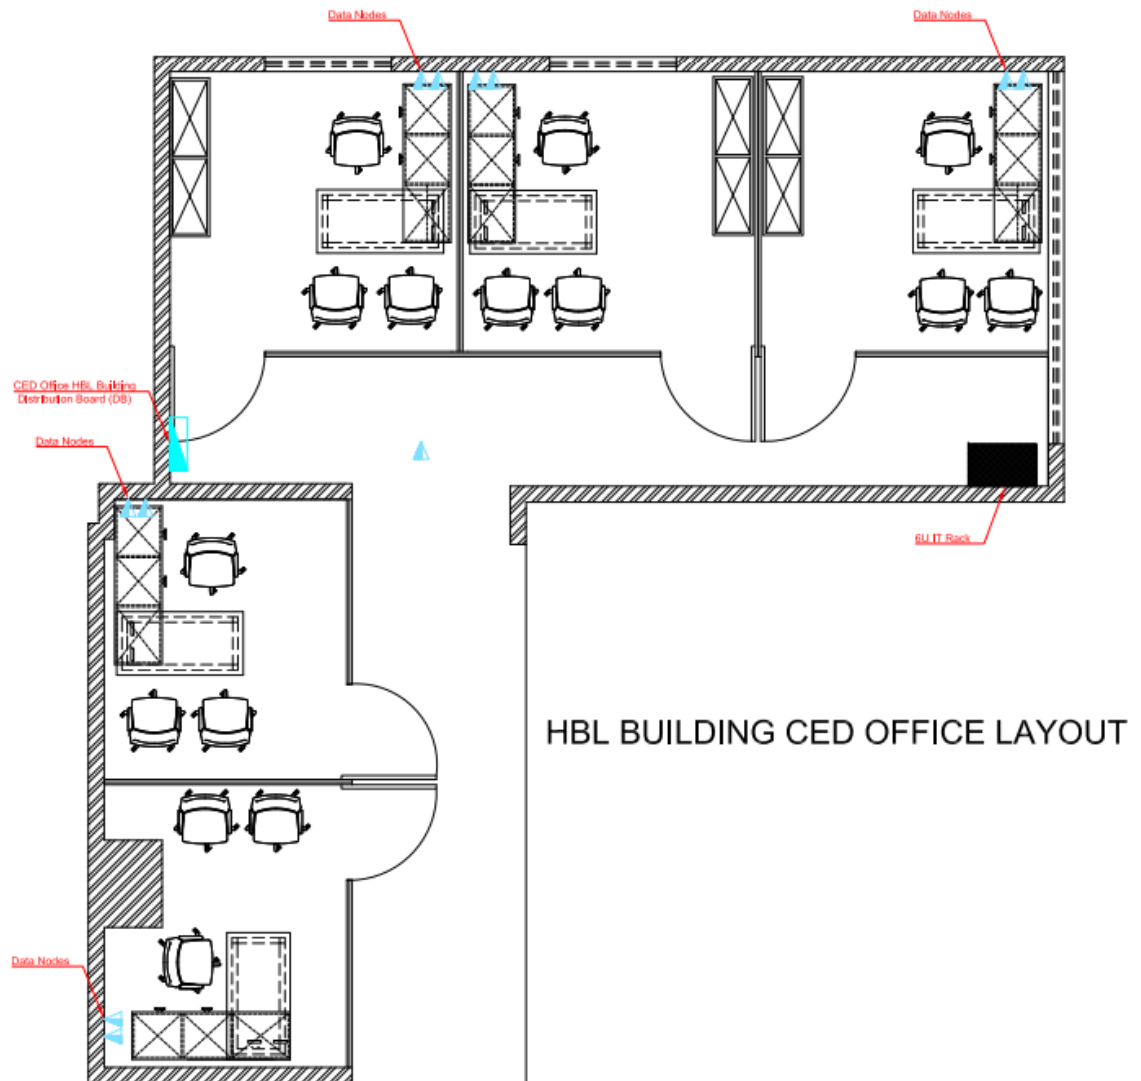 Data Nodes
Data Nodes
CED Office HBL Building
Distribution Board (DB)
Data Nodes
6U IT Rack
HBL BUILDING CED OFFICE LAYOUT
Data Nodes